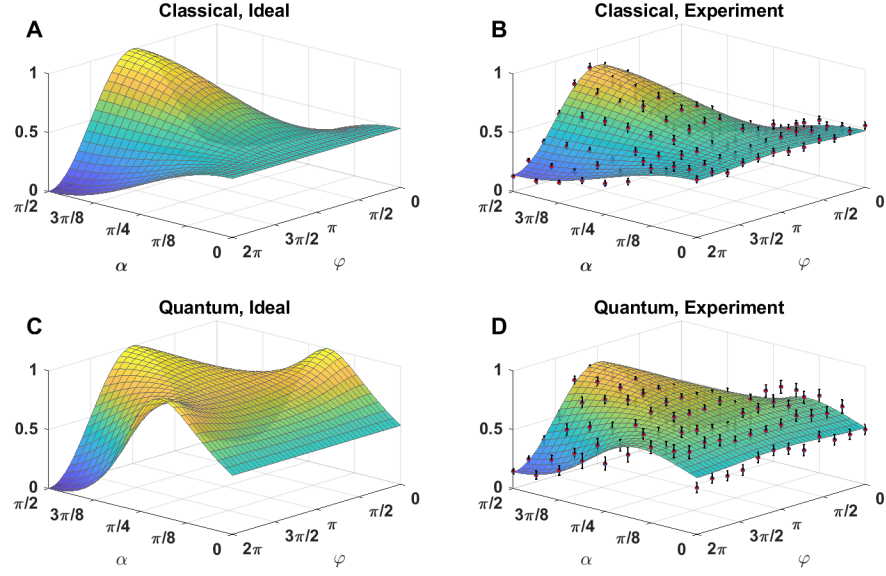 A
Classical, Ideal
1
0.5
0
π/2
3π/8
π/4
π/8
0
α
2π
3π/2
π
π/2
0
φ
B
Classical, Experiment
1
0.5
0
π/2
3π/8
π/4
π/8
0
α
2π
3π/2
π
π/2
0
φ
C
Quantum, Ideal
1
0.5
0
π/2
3π/8
π/4
π/8
0
α
2π
3π/2
π
π/2
0
φ
D
Quantum, Experiment
1
0.5
0
π/2
3π/8
π/4
π/8
0
α
2π
3π/2
π
π/2
0
φ